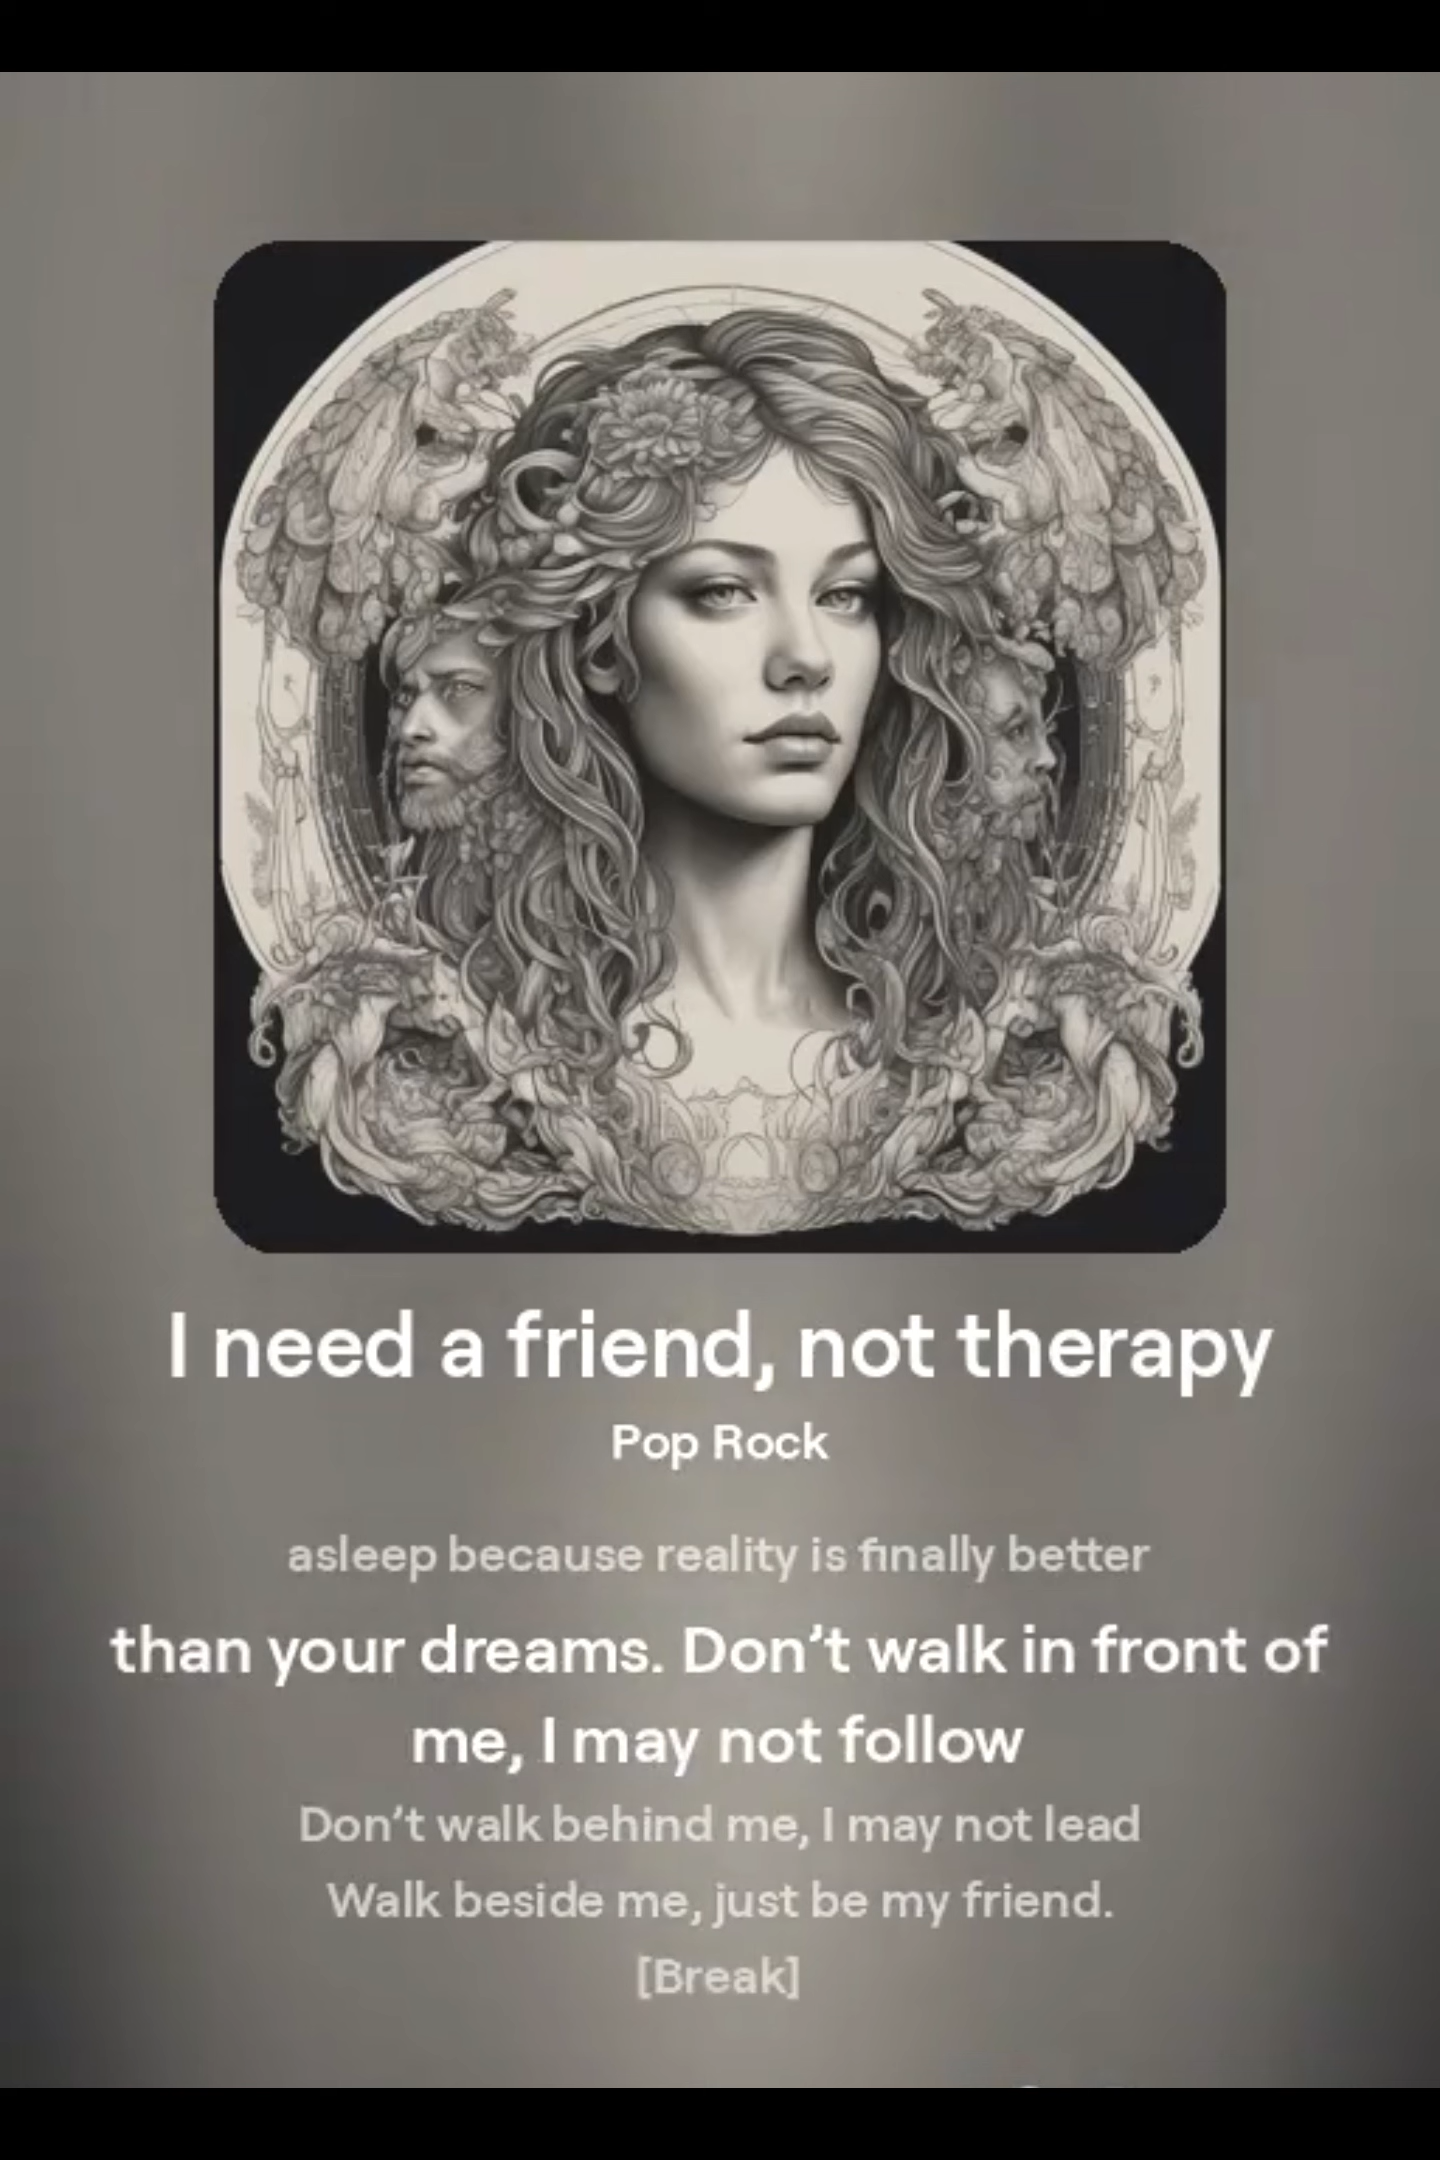 I need a friend, not therapy
Pop Rock
asleep because reality is finally better
than your dreams. Don’t walk in front of
me, I may not follow
Don’t walk behind me, I may not lead
Walk beside me, just be my friend.
[Break]